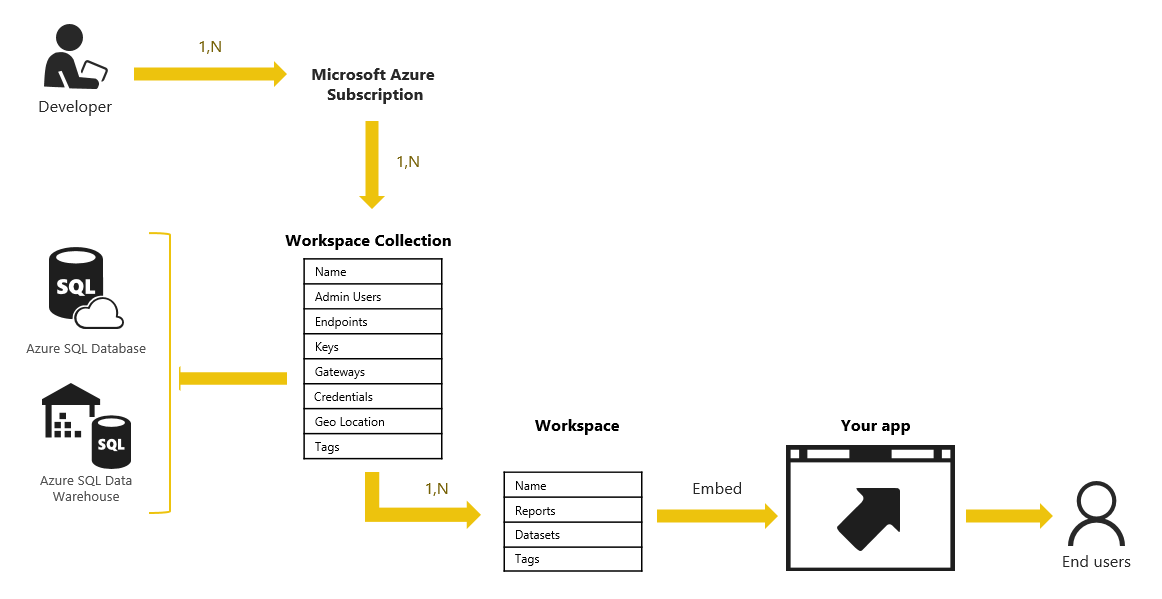 1,N
Developer
Microsoft Azure
Subscription
1,N
Workspace Collection
Name
Admin Users
Endpoints
Keys
Gateways
Credentials
Geo Location
Tags
SQL
Azure SQL Database
SQL
Azure SQL Data
Warehouse
1,N
Workspace
Name
Reports
Datasets
Tags
Embed
Your app
End users